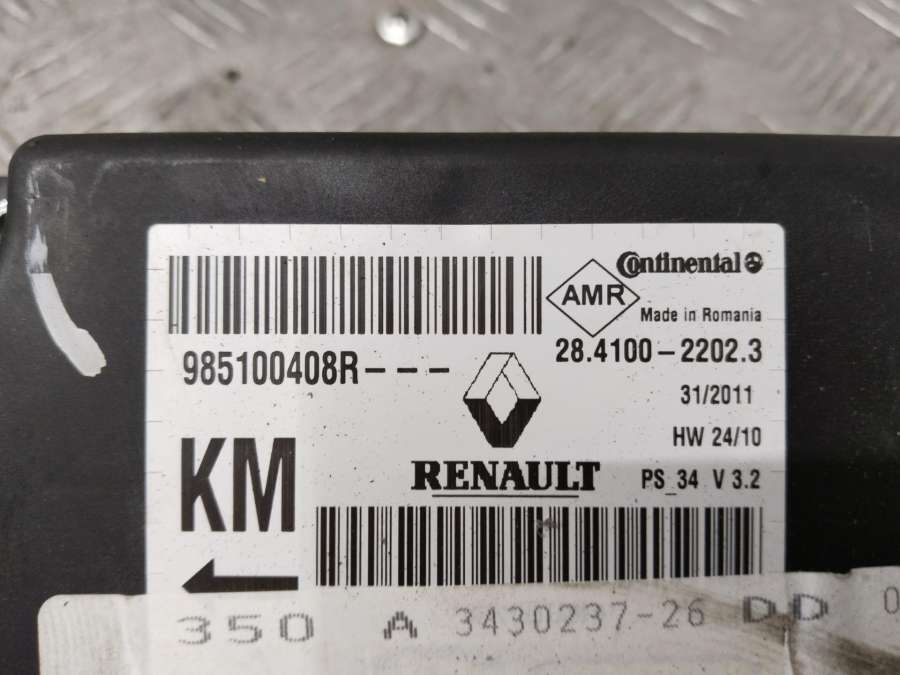 Continental
AMR
Made in Romania
985100408R---
28.4100-2202.3
31/2011
HW 24/10
KM
RENAULT
PS_34 V 3.2
350 A 3430237-26 DD 0